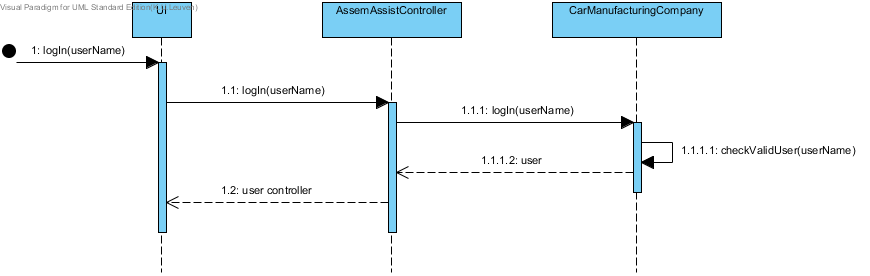 Visual Paradigm for UML Standard Edition(K.U.Leuven)
UI
AssemAssistController
CarManufacturingCompany
1: logIn(userName)
1.1: logIn(userName)
1.1.1: logIn(userName)
1.1.1.1: checkValidUser(userName)
1.1.1.2: user
1.2: user controller